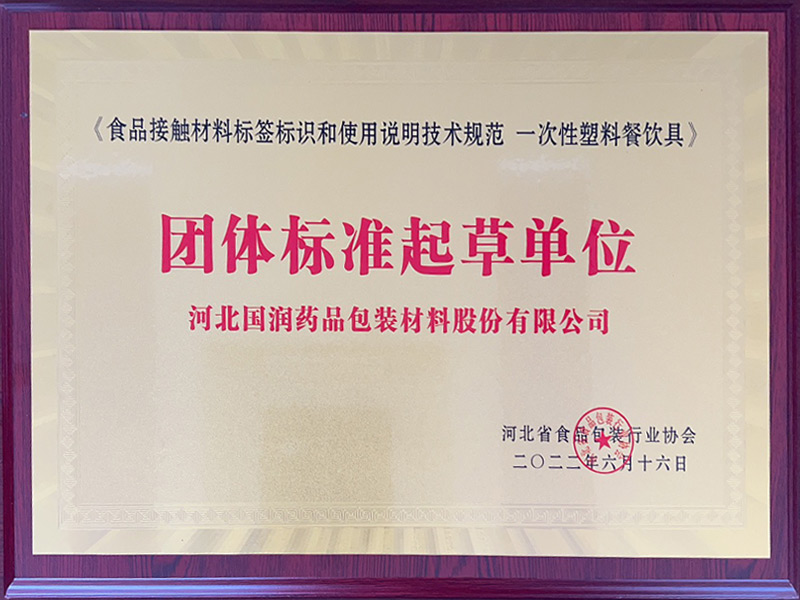 《食品接触材料标签标识和使用说明技术规范 一次性塑料餐饮具》
团体标准起草单位
河北国润药品包装材料股份有限公司
河北省食品包装行业协会
二〇二二年六月十六日